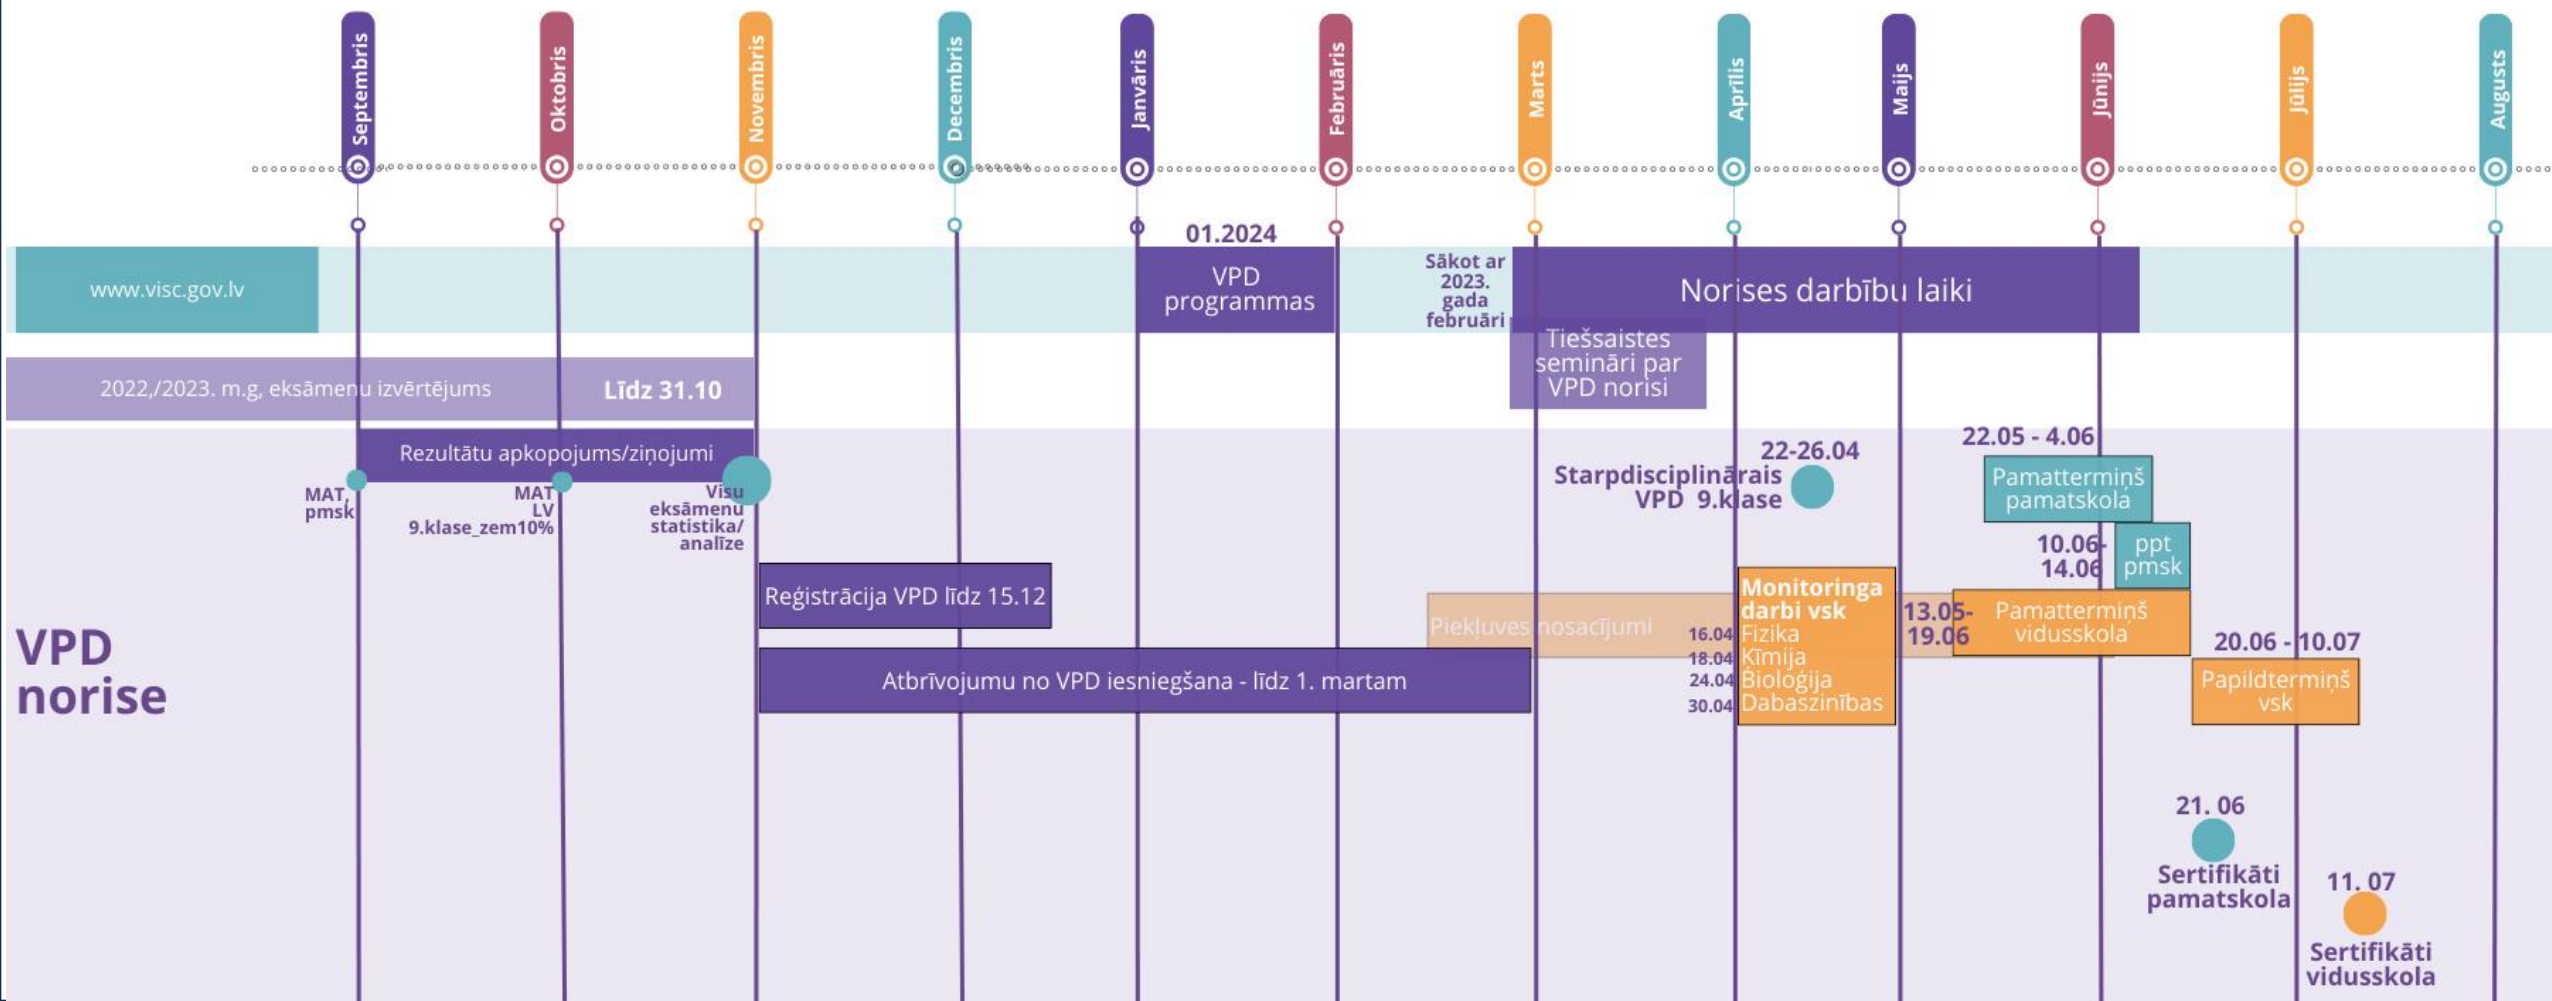 Septembris
Oktobris
Novembris
Decembris
Janvāris
Februāris
Marts
Aprīlis
Maijs
Jūnijs
Jūlijs
Augusts
www.visc.gov.lv
01.2024
VPD
programmas
Sākot ar
2023.
gada
februāri
Norises darbību laiki
Tiešsaistes
semināri par
VPD norisi
2022,/2023. m.g, eksāmenu izvērtējums
Līdz 31.10
Rezultātu apkopojums/ziņojumi
MAT,
pmsk
MAT
LV
9.klase_zem10%
Visu
eksāmenu
statistika/
analīze
22-26.04
Starpdisciplinārais
VPD 9.klase
22.05 - 4.06
Pamattermiņš
pamatskola
10.06-
14.06
ppt
pmsk
VPD
norise
Reģistrācija VPD līdz 15.12
Atbrīvojumu no VPD iesniegšana - līdz 1. martam
Piekļuves nosacījumi
Monitoringa
darbi vsk
16.04 Fizika
18.04 Ķīmija
24.04 Bioloģija
30.04 Dabaszinības
13.05-
19.06
Pamattermiņš
vidusskola
20.06 - 10.07
Papildtermiņš
vsk
21. 06
Sertifikāti
pamatskola
11. 07
Sertifikāti
vidusskola